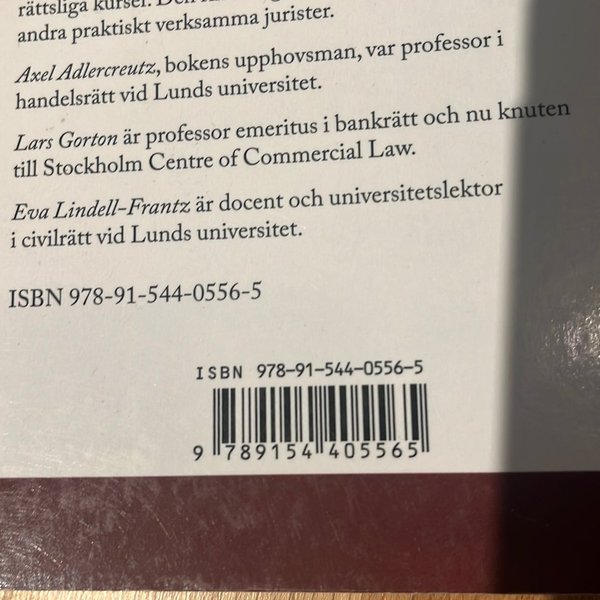 rättsliga kurser.
andra praktiskt verksamma jurister.
Axel Adlercreutz, bokens upphovsman, var professor i
handelsrätt vid Lunds universitet.
Lars Gorton är professor emeritus i bankrätt och nu knuten
till Stockholm Centre of Commercial Law.
Eva Lindell-Frantz är docent och universitetslektor
i civilrätt vid Lunds universitet.
ISBN 978-91-544-0556-5
ISBN 978-91-544-0556-5
9 789154 405565